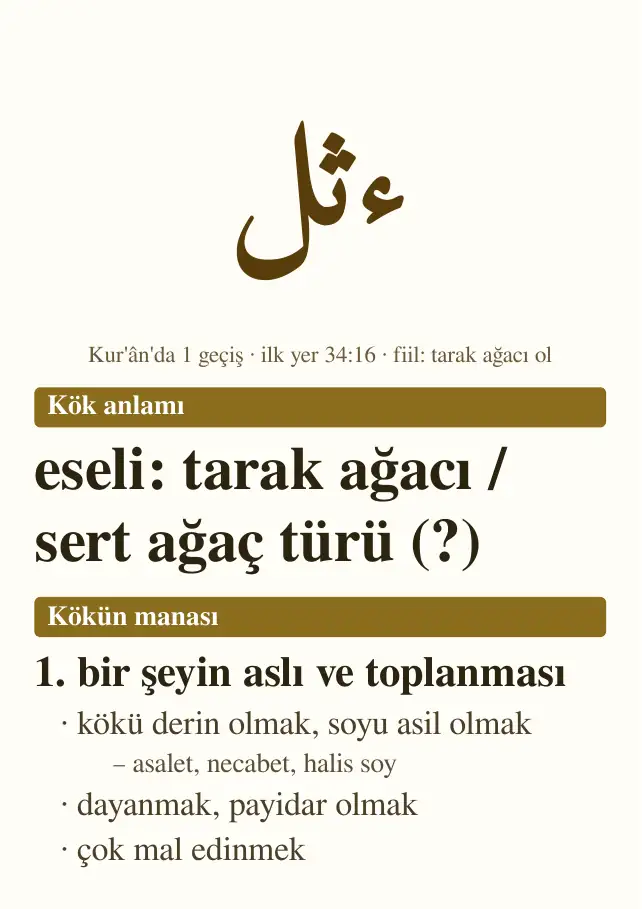 ءثل
Kur'ân'da 1 geçiş · ilk yer 34:16 · fiil: tarak ağacı ol
Kök anlamı
eseli: tarak ağacı /
sert ağaç türü (?)
Kökün manası
1. bir şeyin aslı ve toplanması
· kökü derin olmak, soyu asil olmak
– asalet, necabet, halis soy
· dayanmak, payidar olmak
· çok mal edinmek